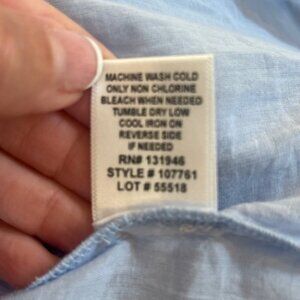 MACHINE WASH COLD
ONLY NON CHLORINE
BLEACH WHEN NEEDED
TUMBLE DRY LOW
COOL IRON ON
REVERSE SIDE
IF NEEDED
RN# 131946
STYLE # 107761
LOT # 55518